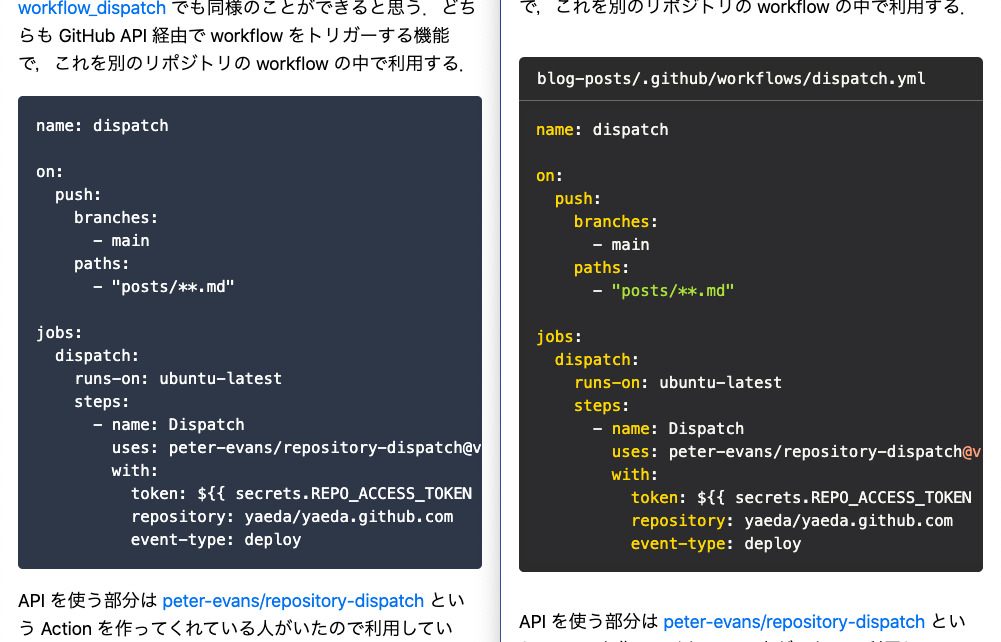 workflow_dispatch でも同様のことができると思う．どち
らも GitHub API 経由で workflow をトリガーする機能
で，これを別のリポジトリの workflow の中で利用する．
name: dispatch
on:
  push:
    branches:
      - main
    paths:
      - "posts/**.md"
jobs:
  dispatch:
    runs-on: ubuntu-latest
    steps:
      - name: Dispatch
        uses: peter-evans/repository-dispatch@v
        with:
          token: ${{ secrets.REPO_ACCESS_TOKEN
          repository: yaeda/yaeda.github.com
          event-type: deploy
API を使う部分は peter-evans/repository-dispatch とい
う Action を作ってくれている人がいたので利用してい
で，これを別のリポジトリの workflow の中で利用する．
blog-posts/.github/workflows/dispatch.yml
name: dispatch
on:
  push:
    branches:
      - main
    paths:
      - "posts/**.md"
jobs:
  dispatch:
    runs-on: ubuntu-latest
    steps:
      - name: Dispatch
        uses: peter-evans/repository-dispatch@v
        with:
          token: ${{ secrets.REPO_ACCESS_TOKEN
          repository: yaeda/yaeda.github.com
          event-type: deploy
API を使う部分は peter-evans/repository-dispatch とい